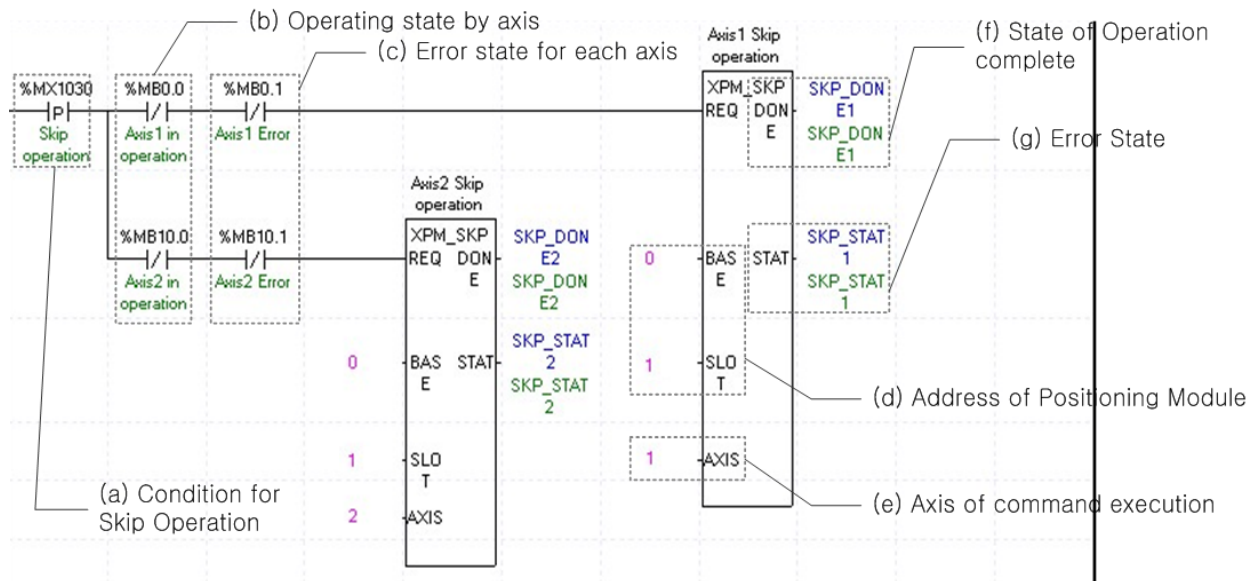 (b) Operating state by axis
(c) Error state for each axis
(f) State of Operation
complete
(g) Error State
%MX1030
P
Skip
operation
%MB0.0
Axis1 in
operation
%MB0.1
Axis1 Error
Axis1 Skip
operation
XPM_SKP
REQ DON
E
SKP_DON
E1
SKP_DON
E1
%MB10.0
Axis2 in
operation
%MB10.1
Axis2 Error
Axis2 Skip
operation
XPM_SKP
REQ DON
E
SKP_DON
E2
SKP_DON
E2
0
BAS STAT
E
SKP_STAT
1
SKP_STAT
1
0
BAS STAT
E
SKP_STAT
2
SKP_STAT
2
1
SLO
T
(d) Address of Positioning Module
1
SLO
T
1
AXIS
2
AXIS
(e) Axis of command execution
(a) Condition for
Skip Operation